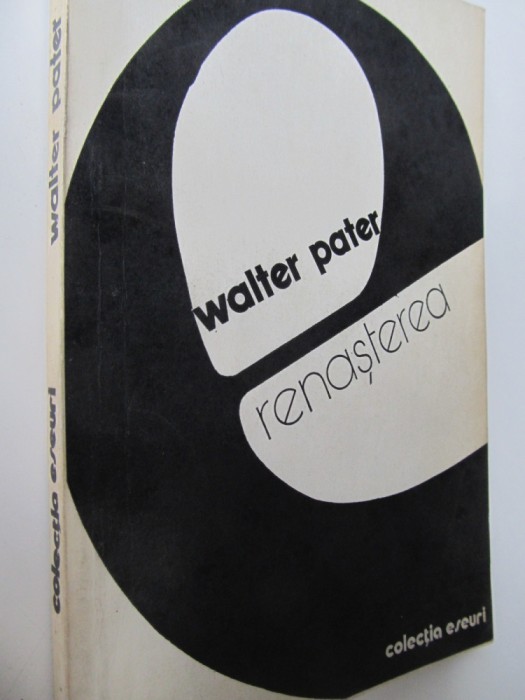 walter pater
colecția eseuri
walter pater
renașterea
colecția eseuri